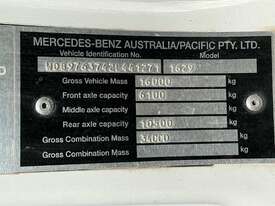 MERCEDES-BENZ AUSTRALIA/PACIFIC PTY. LTD.
Vehicle Identification No. Model
WDB9763742L441271 1629
Gross Vehicle Mass 16000 kg
Front axle capacity 6100 kg
Middle axle capacity kg
Rear axle capacity 10500 kg
Gross Combination Mass 34000 kg
Gross Combination Mass kg